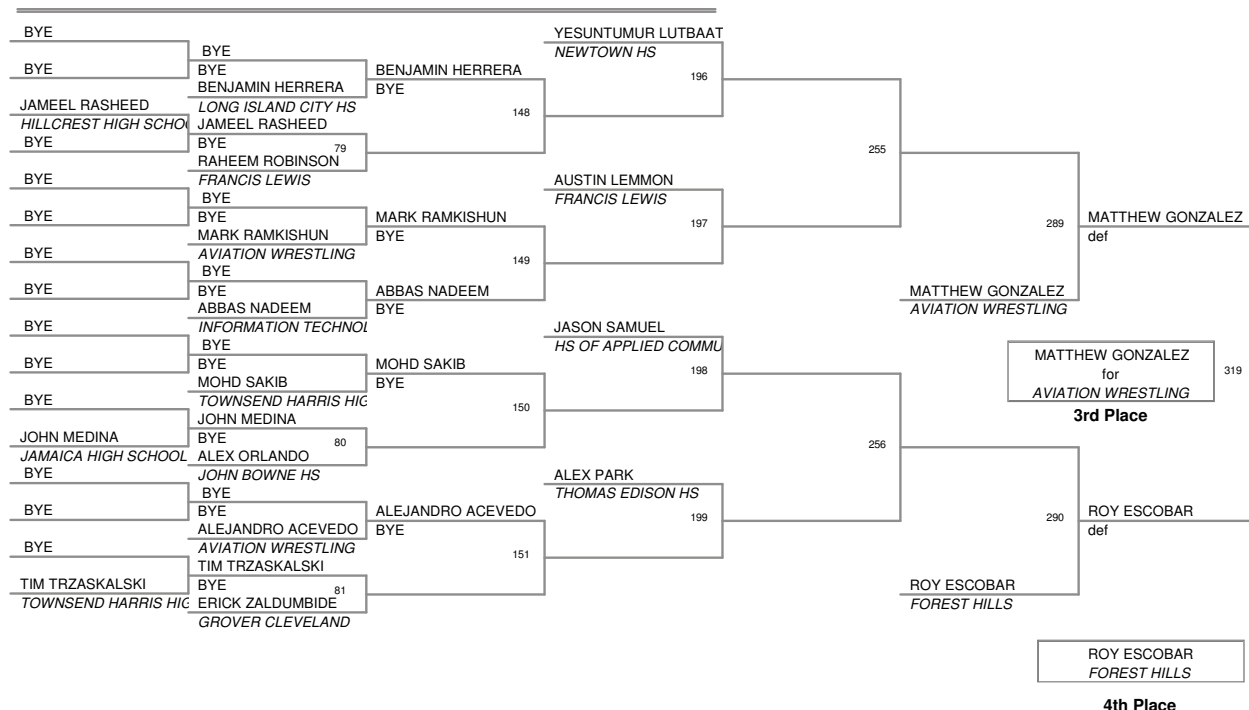 BYE
BYE
JAMEEL RASHEED
HILLCREST HIGH SCHOO
BYE
BYE
BYE
BYE
BYE
BYE
BYE
BYE
JOHN MEDINA
JAMAICA HIGH SCHOOL
BYE
BYE
BYE
TIM TRZASKALSKI
TOWNSEND HARRIS HIG
BYE
BYE
BENJAMIN HERRERA
LONG ISLAND CITY HS
JAMEEL RASHEED
BYE
79
RAHEEM ROBINSON
FRANCIS LEWIS
BYE
BYE
MARK RAMKISHUN
AVIATION WRESTLING
BYE
BYE
ABBAS NADEEM
INFORMATION TECHNOL
BYE
BYE
MOHD SAKIB
TOWNSEND HARRIS HIG
JOHN MEDINA
BYE
80
ALEX ORLANDO
JOHN BOWNE HS
BYE
BYE
ALEJANDRO ACEVEDO
AVIATION WRESTLING
TIM TRZASKALSKI
BYE
81
ERICK ZALDUMBIDE
GROVER CLEVELAND
BENJAMIN HERRERA
BYE
148
MARK RAMKISHUN
BYE
149
ABBAS NADEEM
BYE
MOHD SAKIB
BYE
150
ALEJANDRO ACEVEDO
BYE
151
YESUNTUMUR LUTBAAT
NEWTOWN HS
196
AUSTIN LEMMON
FRANCIS LEWIS
197
JASON SAMUEL
HS OF APPLIED COMMU
198
ALEX PARK
THOMAS EDISON HS
199
255
256
289
MATTHEW GONZALEZ
AVIATION WRESTLING
290
ROY ESCOBAR
FOREST HILLS
MATTHEW GONZALEZ
def
MATTHEW GONZALEZ
for
AVIATION WRESTLING
319
3rd Place
ROY ESCOBAR
def
ROY ESCOBAR
FOREST HILLS
4th Place